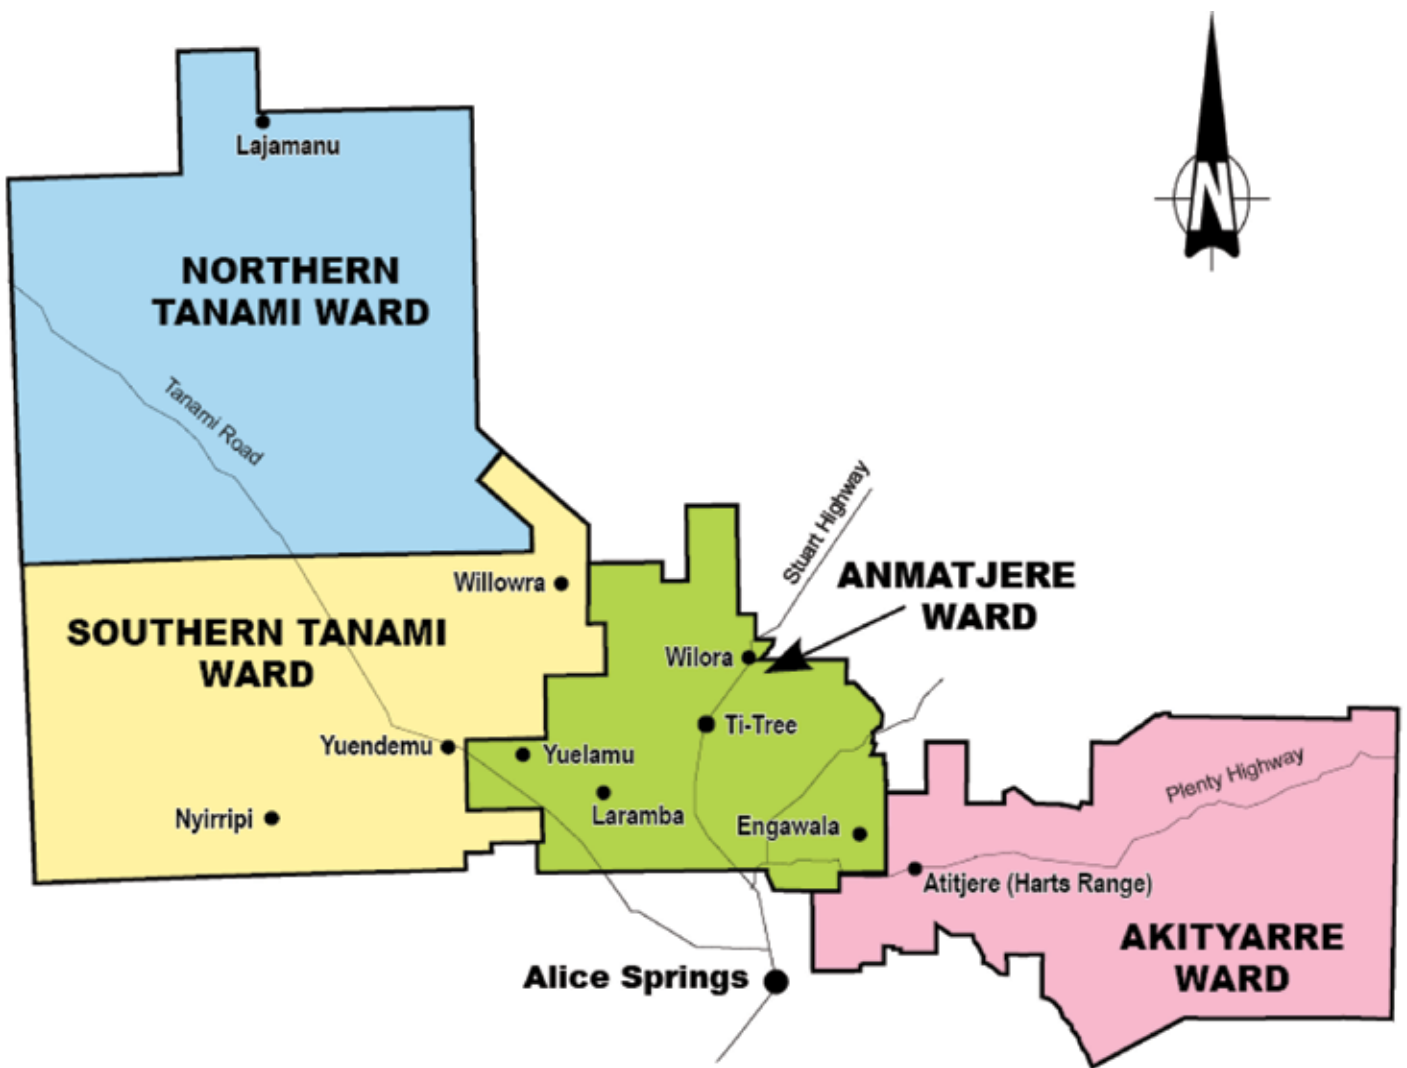 N
Lajamanu
NORTHERN
TANAMI WARD
Tanami Road
Stuart Highway
ANMATJERE
WARD
Willowra
SOUTHERN TANAMI
WARD
Wilora
Ti-Tree
Yuendemu
Yuelamu
Laramba
Nyirripi
Engawala
Plenty Highway
Atitjere (Harts Range)
AKITYARRE
WARD
Alice Springs